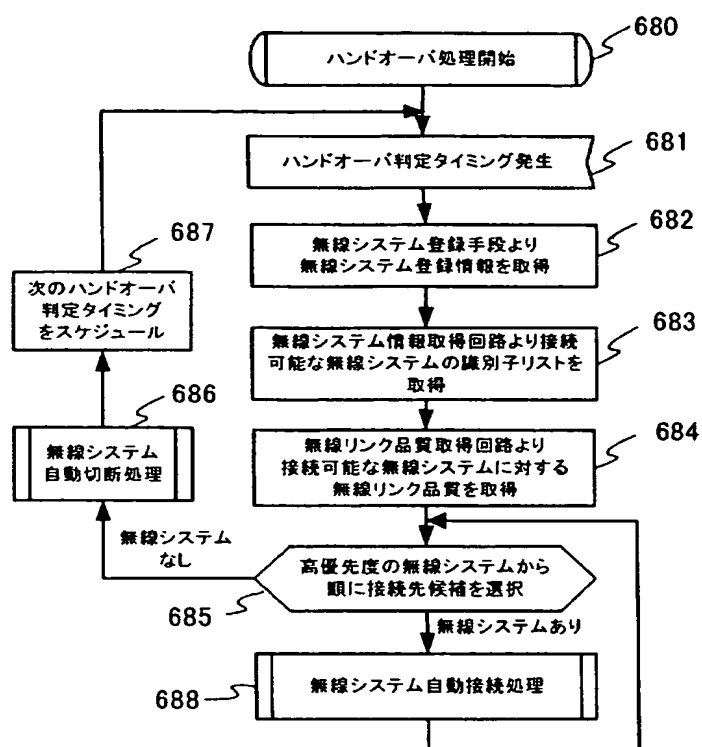 680
ハンドオーバ処理開始
681
ハンドオーバ判定タイミング発生
682
無線システム登録手段より
無線システム登録情報を取得
687
次のハンドオーバ
判定タイミング
をスケジュール
683
無線システム情報取得回路より接続
可能な無線システムの識別子リストを
取得
686
無線システム
自動切断処理
684
無線リンク品質取得回路より
接続可能な無線システムに対する
無線リンク品質を取得
無線システム
なし
高優先度の無線システムから
順に接続先候補を選択
685
無線システムあり
無線システム自動接続処理
688